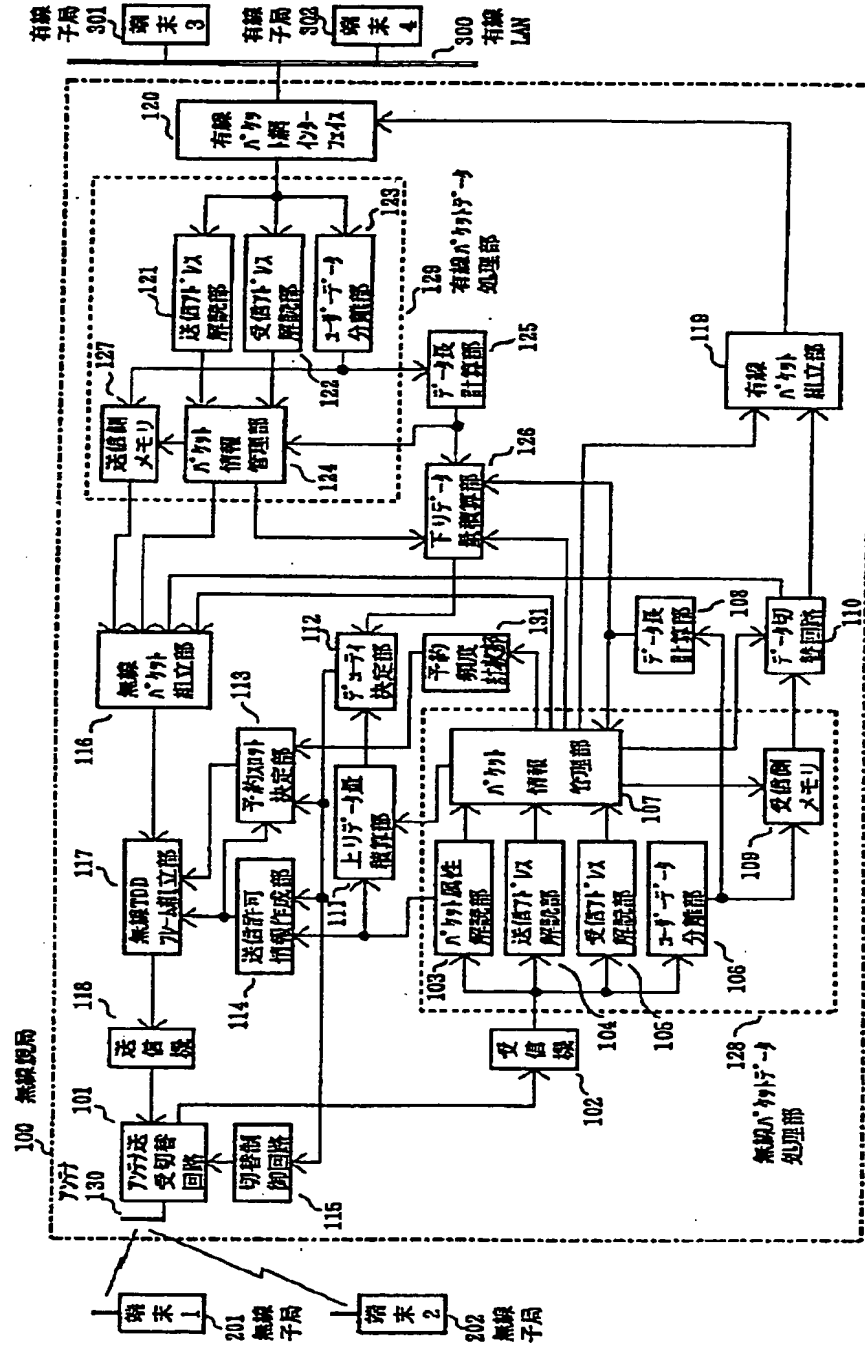 100 無線親局
アンテナ
130
101
アンテナ送
受切替
回路
切替制
御回路
115
118
送
信
機
117
無線TDD
フレーム組立部
116
無線
パケット
組立部
113
予約スロット
決定部
送信許可
情報作成部
114
112
デューティ
決定部
111
上りデータ量
積算部
予約
頻度
計数部
131
127
送信側
メモリ
パケット
情報
管理部
124
121
送信アドレス
解読部
受信アドレス
解読部
122
ユーザーデータ
分離部
123
129
有線パケットデータ
処理部
データ長
計算部
125
下りデータ
量積算部
126
120
有線
パケッ
ト網
インター
フェイス
有線
子局
301
端
末
3
有線
子局
302
端
末
4
300 有線
LAN
119
有線
パケット
組立部
103
パケット属性
解読部
送信アドレス
解読部
104
受信アドレス
解読部
105
ユーザーデータ
分離部
106
パケット
情報
管理部
107
データ長
計算部
108
109
受信側
メモリ
データ切
替回路
110
受
信
機
102
128
無線パケットデータ
処理部
端
末
1
201
無線
子局
端
末
2
202
無線
子局